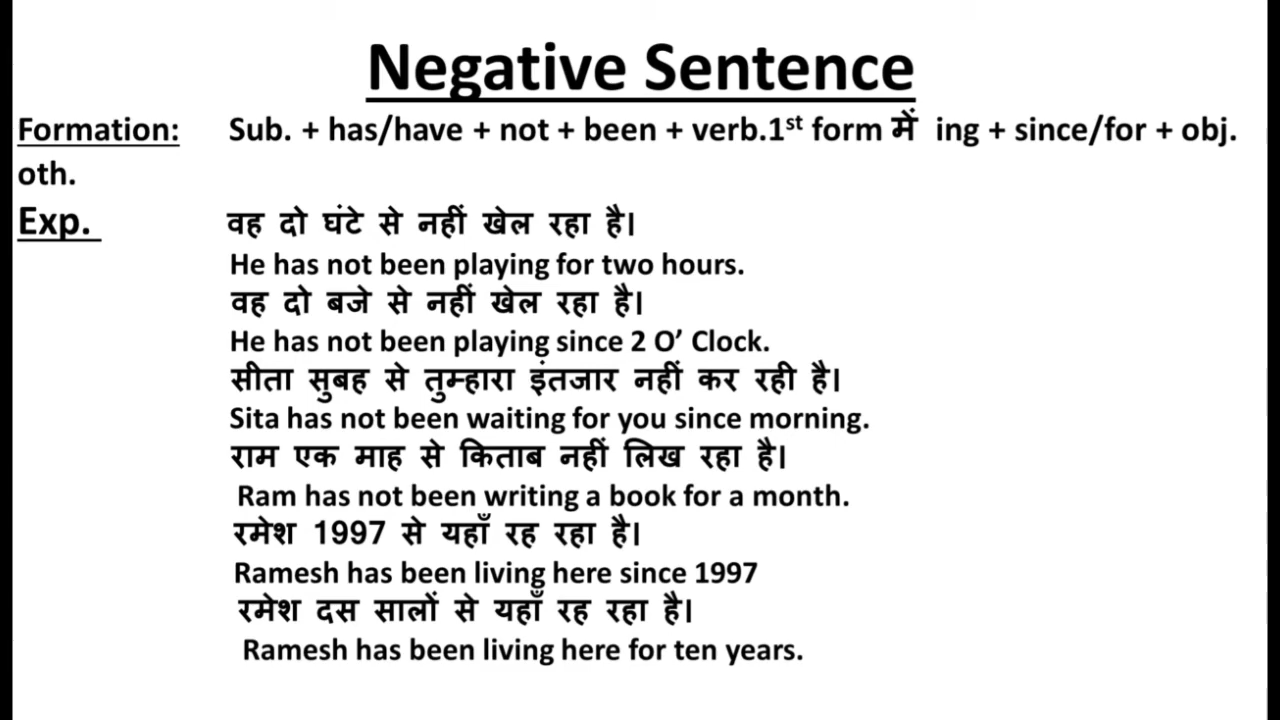 Negative Sentence
Formation: Sub. + has/have + not + been + verb.1st form में ing + since/for + obj.
oth.
Exp. वह दो घंटे से नहीं खेल रहा है।
He has not been playing for two hours.
वह दो बजे से नहीं खेल रहा है।
He has not been playing since 2 O’ Clock.
सीता सुबह से तुम्हारा इंतजार नहीं कर रही है।
Sita has not been waiting for you since morning.
राम एक माह से किताब नहीं लिख रहा है।
Ram has not been writing a book for a month.
रमेश 1997 से यहाँ रह रहा है।
Ramesh has been living here since 1997
रमेश दस सालों से यहाँ रह रहा है।
Ramesh has been living here for ten years.